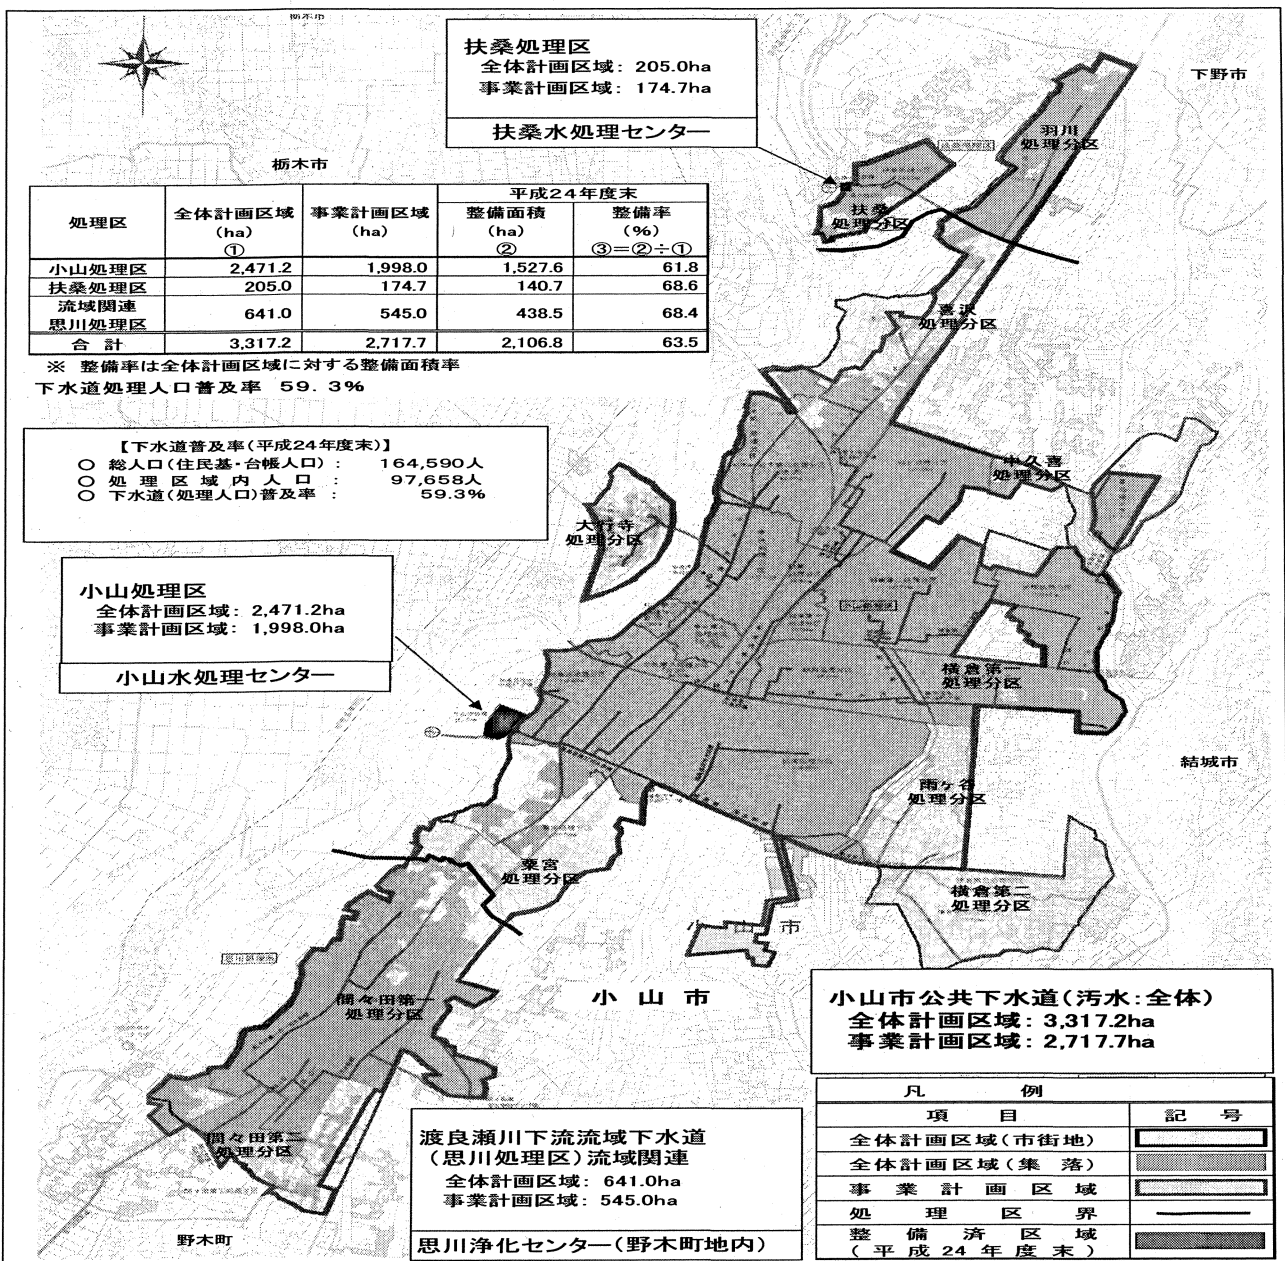 栃木市
扶桑処理区
全体計画区域: 205.0ha
事業計画区域: 174.7ha
扶桑水処理センター
下野市
羽川
処理分区
栃木市
扶桑
処理分区
処理区
全体計画区域
(ha)
①
事業計画区域
(ha)
平成24年度末
整備面積
(ha)
②
整備率
(%)
③=②÷①
小山処理区 2,471.2 1,998.0 1,527.6 61.8
扶桑処理区 205.0 174.7 140.7 68.6
流域関連
思川処理区 641.0 545.0 438.5 68.4
合計 3,317.2 2,717.7 2,106.8 63.5
※ 整備率は全体計画区域に対する整備面積率
下水道処理人口普及率 59.3%
喜沢
処理分区
【下水道普及率(平成24年度末)】
○ 総人口(住民基・台帳人口) : 164,590人
○ 処理区域内人口 : 97,658人
○ 下水道(処理人口)普及率 : 59.3%
中久喜
処理分区
大行寺
処理分区
小山処理区
全体計画区域: 2,471.2ha
事業計画区域: 1,998.0ha
小山水処理センター
横倉第一
処理分区
結城市
雨ヶ谷
処理分区
粟宮
処理分区
横倉第二
処理分区
小山市
小山市
間々田第一
処理分区
小山市公共下水道(汚水:全体)
全体計画区域: 3,317.2ha
事業計画区域: 2,717.7ha
間々田第二
処理分区
渡良瀬川下流流域下水道
(思川処理区)流域関連
全体計画区域: 641.0ha
事業計画区域: 545.0ha
思川浄化センター(野木町地内)
野木町
凡例
項目 記号
全体計画区域(市街地)
全体計画区域(集落)
事業計画区域
処理区界
整備済区域
(平成24年度末)